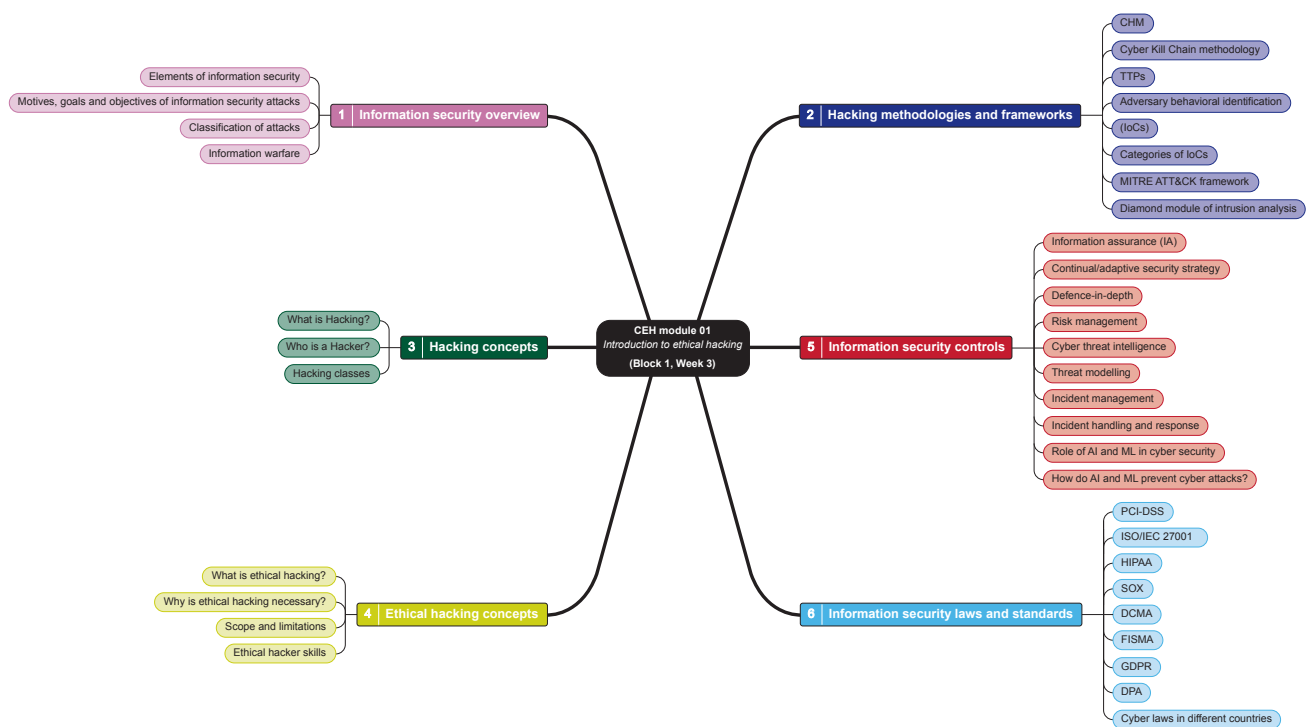 CEH module 01
Introduction to ethical hacking
(Block 1, Week 3)
1 Information security overview
Elements of information security
Motives, goals and objectives of information security attacks
Classification of attacks
Information warfare
2 Hacking methodologies and frameworks
CHM
Cyber Kill Chain methodology
TTPs
Adversary behavioral identification
(IoCs)
Categories of IoCs
MITRE ATT&CK framework
Diamond module of intrusion analysis
3 Hacking concepts
What is Hacking?
Who is a Hacker?
Hacking classes
4 Ethical hacking concepts
What is ethical hacking?
Why is ethical hacking necessary?
Scope and limitations
Ethical hacker skills
5 Information security controls
Information assurance (IA)
Continual/adaptive security strategy
Defence-in-depth
Risk management
Cyber threat intelligence
Threat modelling
Incident management
Incident handling and response
Role of AI and ML in cyber security
How do AI and ML prevent cyber attacks?
6 Information security laws and standards
PCI-DSS
ISO/IEC 27001
HIPAA
SOX
DCMA
FISMA
GDPR
DPA
Cyber laws in different countries